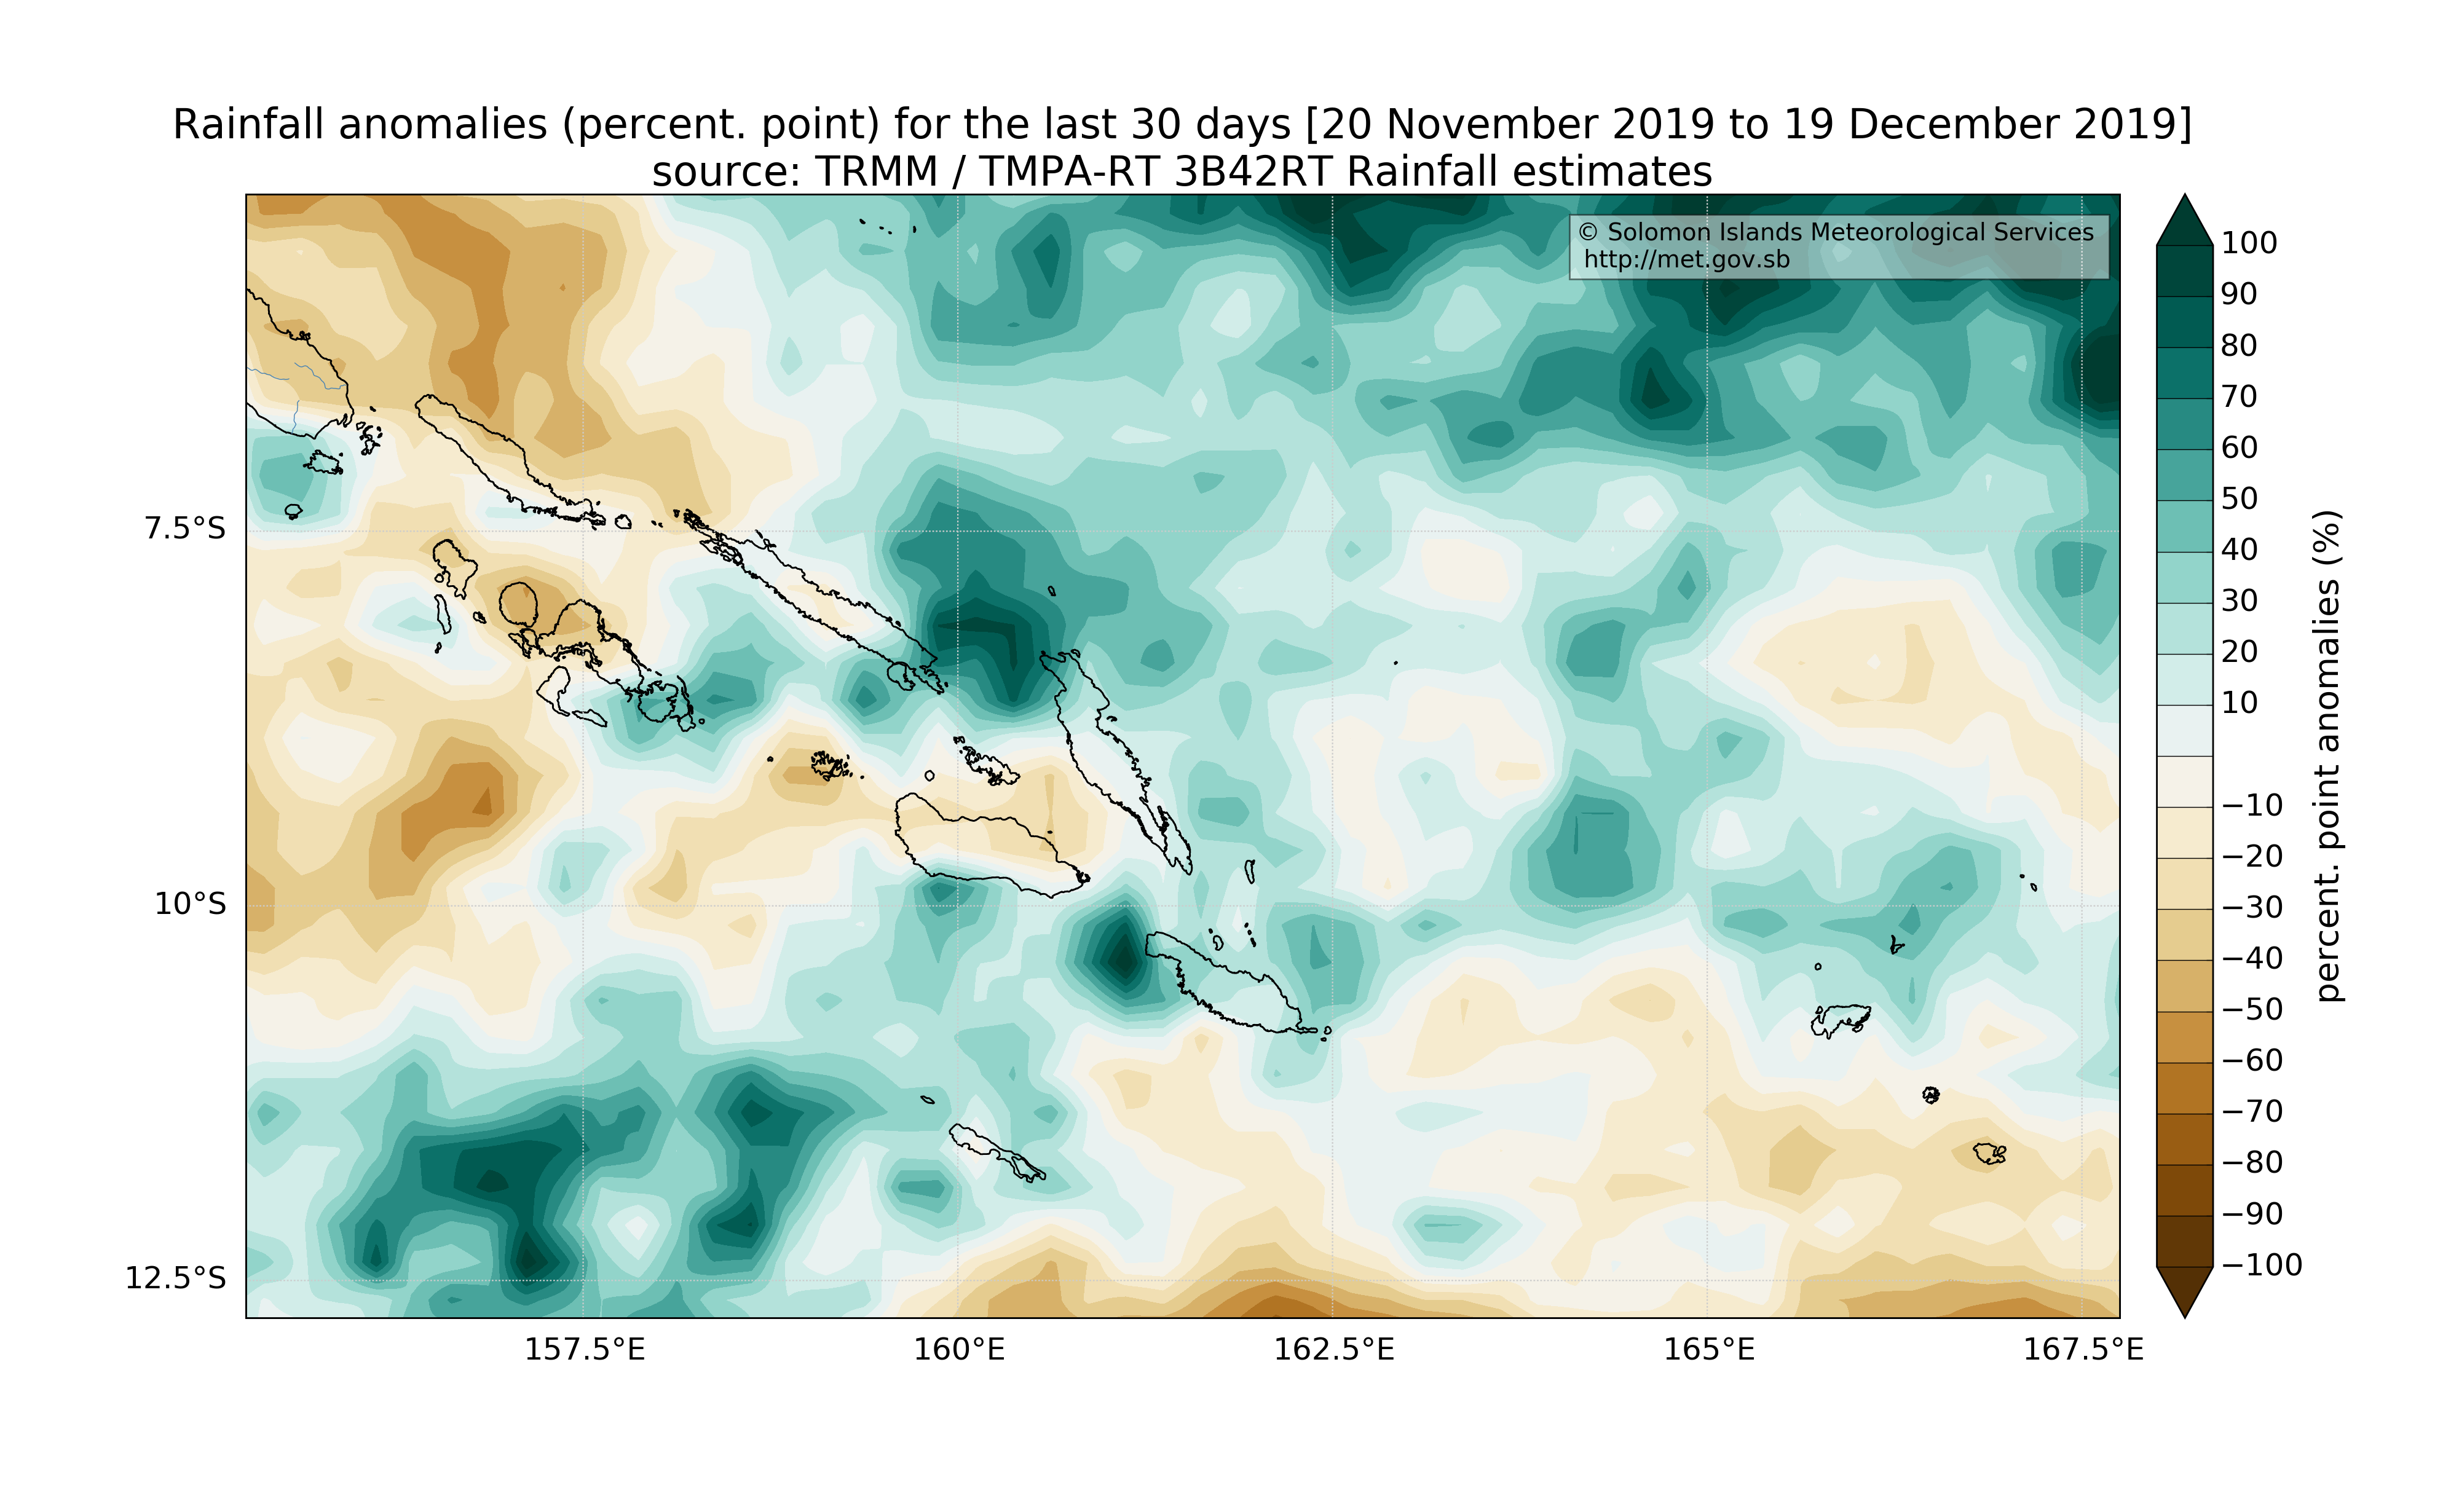 Rainfall anomalies (percent. point) for the last 30 days [20 November 2019 to 19 December 2019]
source: TRMM / TMPA-RT 3B42RT Rainfall estimates
© Solomon Islands Meteorological Services
http://met.gov.sb
100
90
80
70
60
50
40
30
20
10
−10
−20
−30
−40
−50
−60
−70
−80
−90
−100
percent. point anomalies (%)
7.5°S
10°S
12.5°S
157.5°E
160°E
162.5°E
165°E
167.5°E